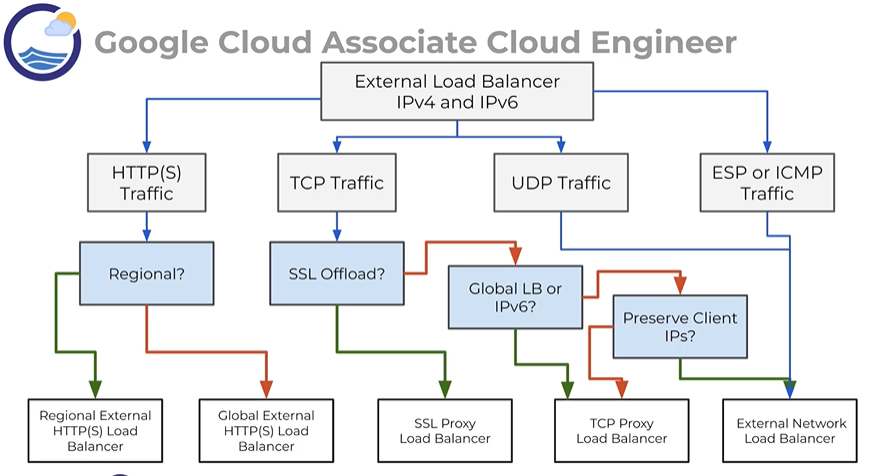 Google Cloud Associate Cloud Engineer
External Load Balancer
IPv4 and IPv6
HTTP(S)
Traffic
TCP Traffic
UDP Traffic
ESP or ICMP
Traffic
Regional?
SSL Offload?
Global LB or
IPv6?
Preserve Client
IPs?
Regional External
HTTP(S) Load
Balancer
Global External
HTTP(S) Load
Balancer
SSL Proxy
Load Balancer
TCP Proxy
Load Balancer
External Network
Load Balancer